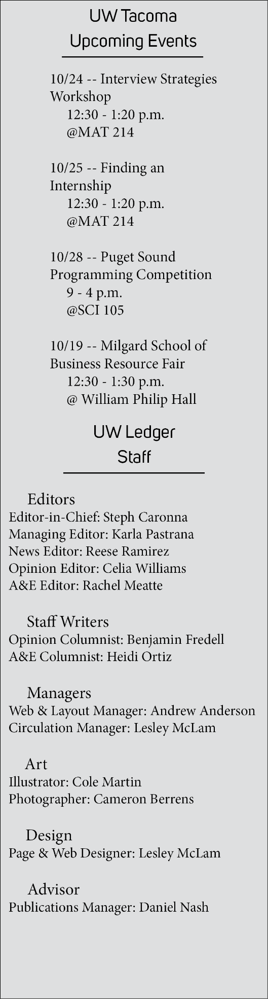 UW Tacoma
Upcoming Events
10/24 -- Interview Strategies
Workshop
12:30 - 1:20 p.m.
@MAT 214
10/25 -- Finding an
Internship
12:30 - 1:20 p.m.
@MAT 214
10/28 -- Puget Sound
Programming Competition
9 - 4 p.m.
@SCI 105
10/19 -- Milgard School of
Business Resource Fair
12:30 - 1:30 p.m.
@ William Philip Hall
UW Ledger
Staff
Editors
Editor-in-Chief: Steph Caronna
Managing Editor: Karla Pastrana
News Editor: Reese Ramirez
Opinion Editor: Celia Williams
A&E Editor: Rachel Meatte
Staff Writers
Opinion Columnist: Benjamin Fredell
A&E Columnist: Heidi Ortiz
Managers
Web & Layout Manager: Andrew Anderson
Circulation Manager: Lesley McLam
Art
Illustrator: Cole Martin
Photographer: Cameron Berrens
Design
Page & Web Designer: Lesley McLam
Advisor
Publications Manager: Daniel Nash